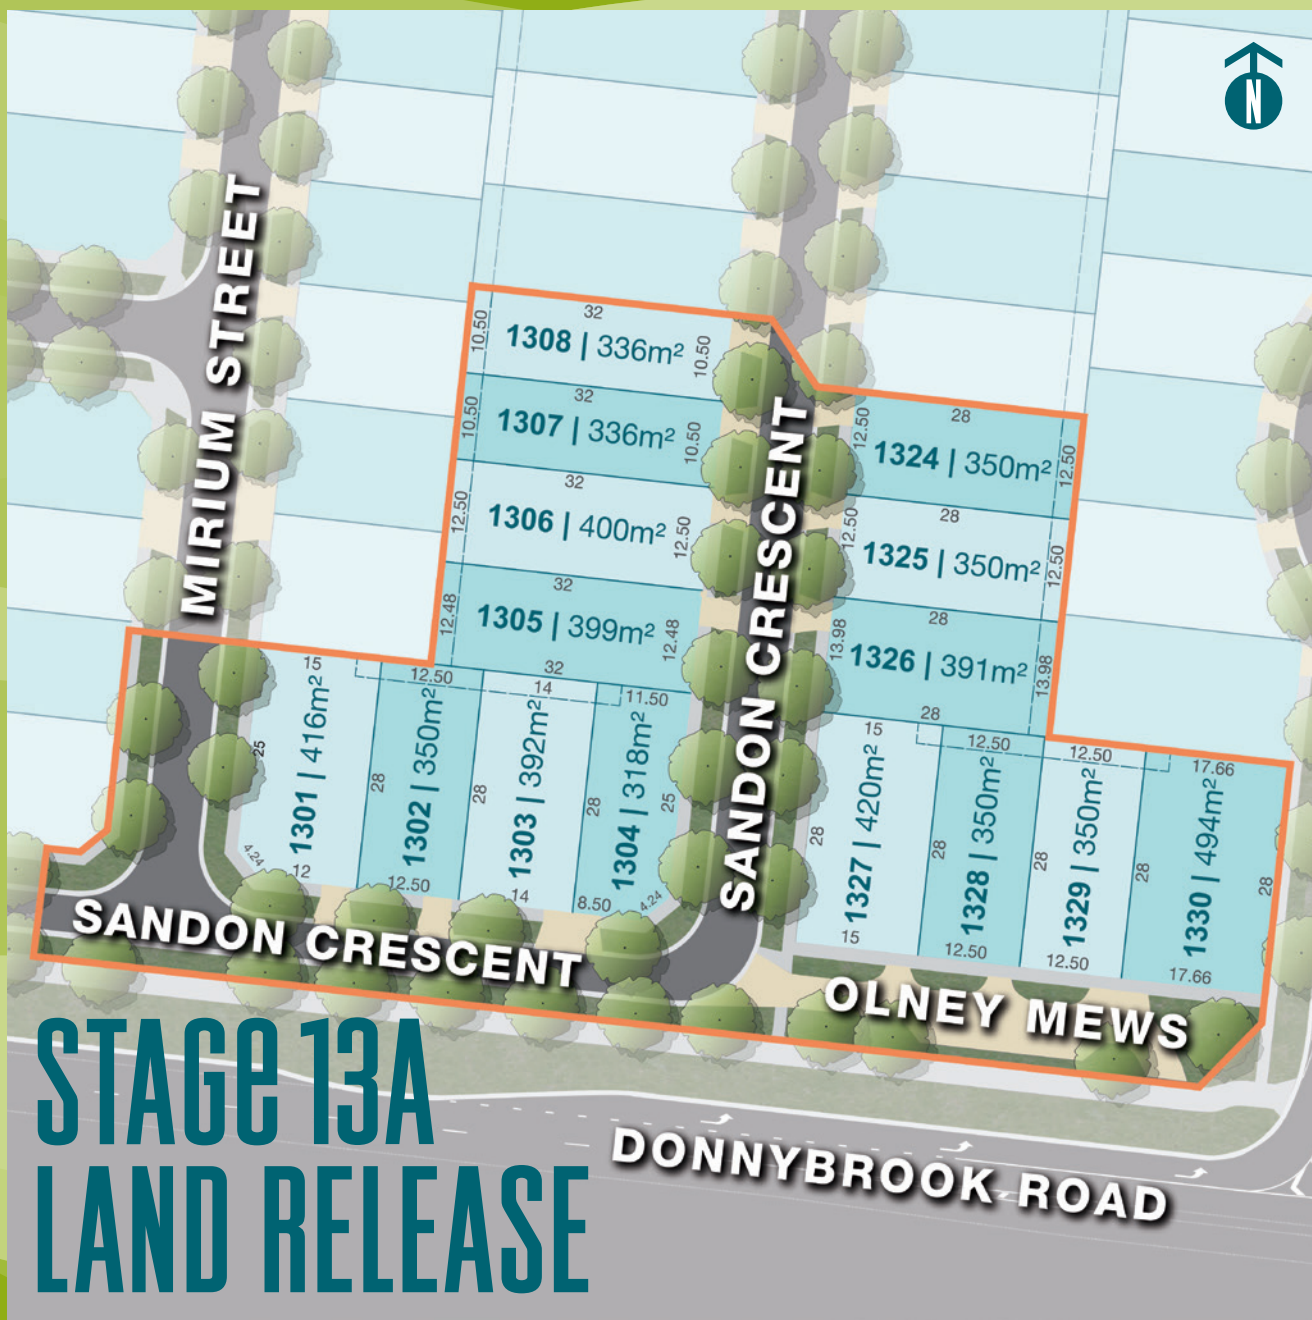 N
MIRIUM STREET
32
10.50
1308 | 336m²
10.50
32
10.50
1307 | 336m²
10.50
32
12.50
1306 | 400m²
12.50
32
12.48
1305 | 399m²
12.48
32
SANDON CRESCENT
28
12.50
1324 | 350m²
12.50
28
12.50
1325 | 350m²
12.50
28
13.98
1326 | 391m²
13.98
28
15
25
1301 | 416m²
4.24
12
12.50
28
1302 | 350m²
12.50
14
28
1303 | 392m²
14
11.50
28
1304 | 318m²
25
8.50
4.24
15
28
1327 | 420m²
15
12.50
28
1328 | 350m²
12.50
12.50
28
1329 | 350m²
12.50
17.66
28
1330 | 494m²
28
17.66
SANDON CRESCENT
OLNEY MEWS
DONNYBROOK ROAD
STAGe 13A
LAND RELEASE